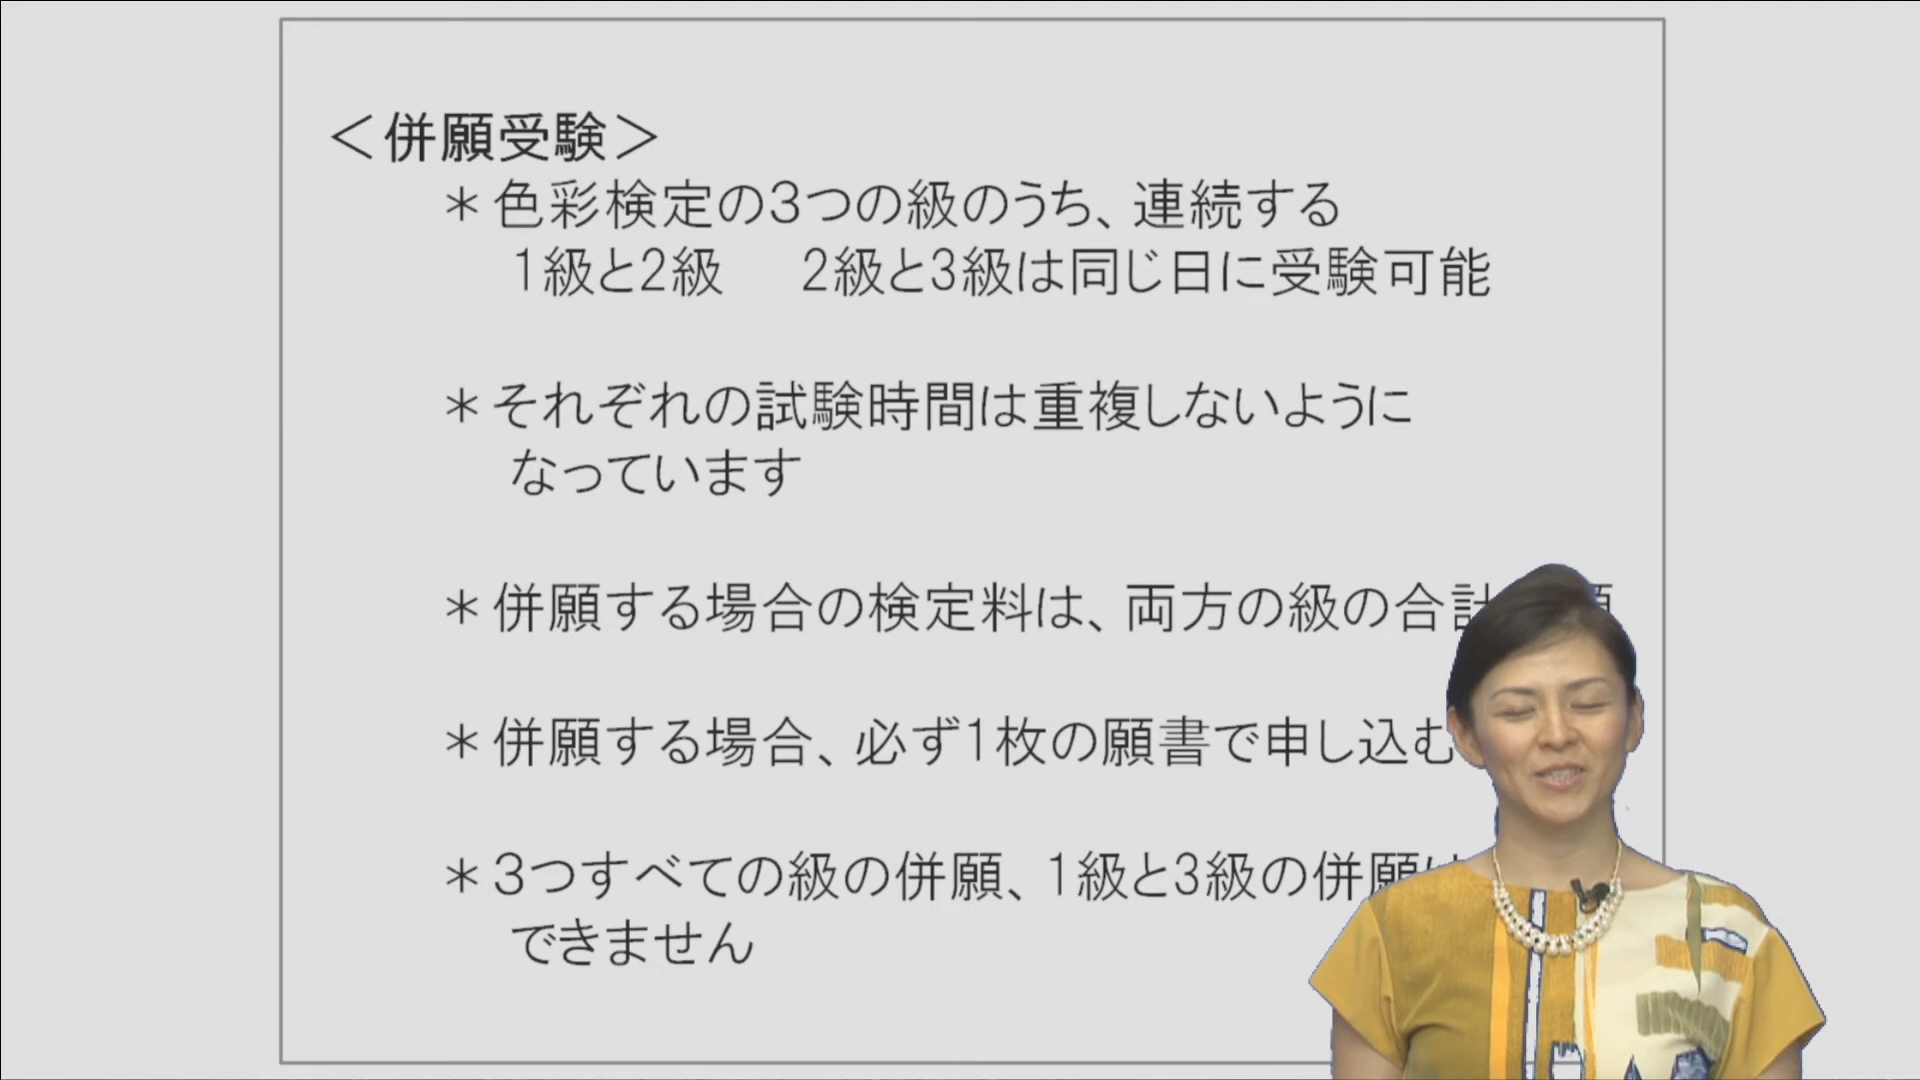 ＜併願受験＞
＊色彩検定の３つの級のうち、連続する
1級と2級　2級と3級は同じ日に受験可能
＊それぞれの試験時間は重複しないように
なっています
＊併願する場合の検定料は、両方の級の合計
＊併願する場合、必ず1枚の願書で申し込む
＊３つすべての級の併願、1級と3級の併願は
できません